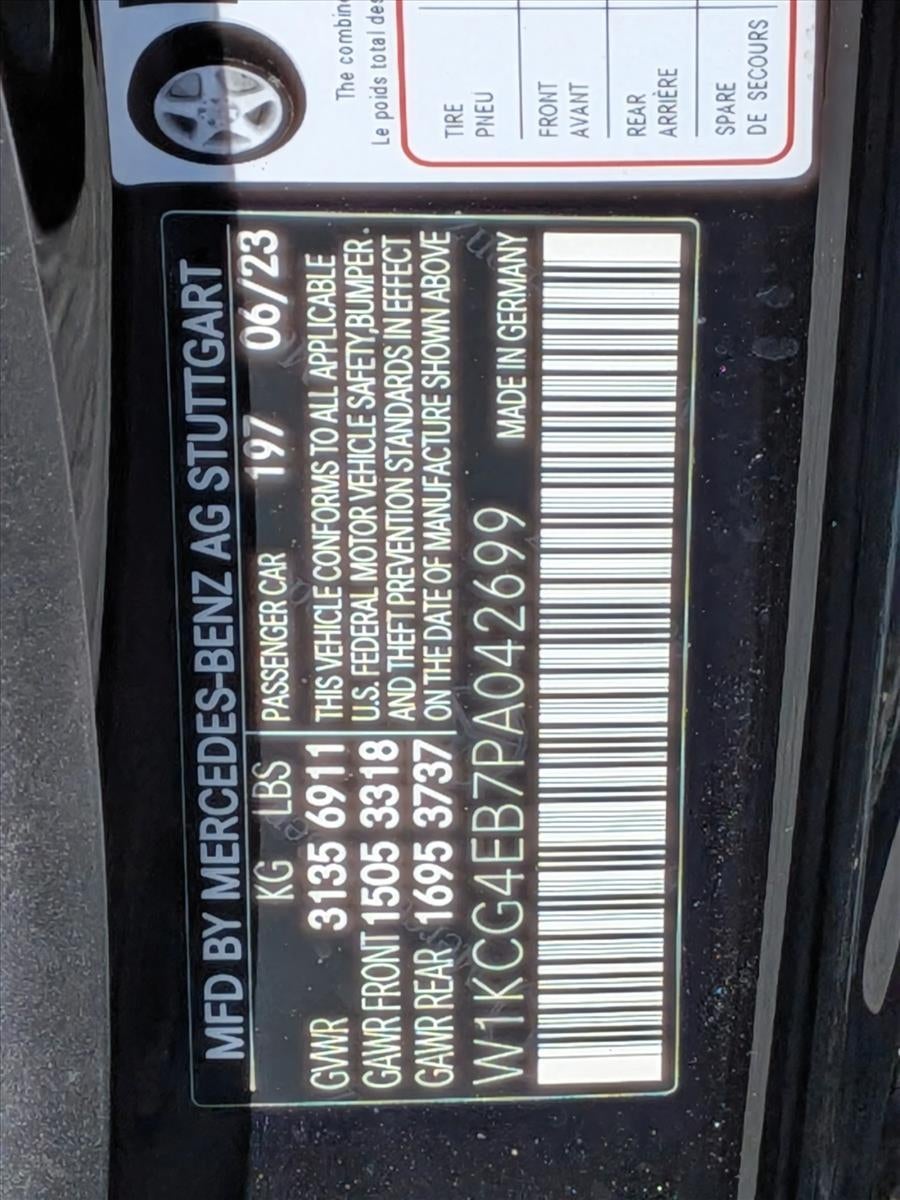 MFD BY MERCEDES-BENZ AG STUTTGART
KG LBS PASSENGER CAR 197 06/23
GVWR 3135 6911
GAWR FRONT 1505 3318
GAWR REAR 1695 3737
THIS VEHICLE CONFORMS TO ALL APPLICABLE
U.S. FEDERAL MOTOR VEHICLE SAFETY,BUMPER
AND THEFT PREVENTION STANDARDS IN EFFECT
ON THE DATE OF MANUFACTURE SHOWN ABOVE
W1KCG4EB7PA042699 MADE IN GERMANY
The
Le poids total des
TIRE
PNEU
FRONT
AVANT
REAR
ARRIÈRE
SPARE
DE SECOURS